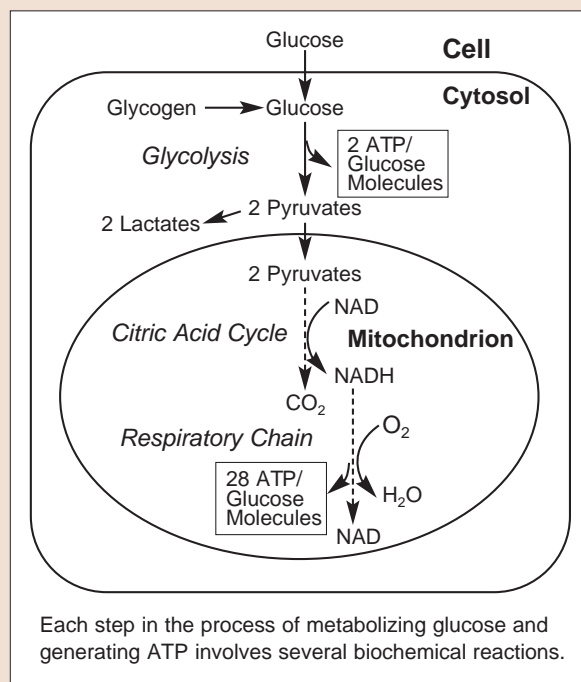 Glucose
Cell
Cytosol
Glycogen
Glucose
Glycolysis
2 ATP/
Glucose
Molecules
2 Pyruvates
2 Lactates
2 Pyruvates
NAD
Citric Acid Cycle
Mitochondrion
NADH
CO₂
Respiratory Chain
O₂
28 ATP/
Glucose
Molecules
H₂O
NAD
Each step in the process of metabolizing glucose and
generating ATP involves several biochemical reactions.